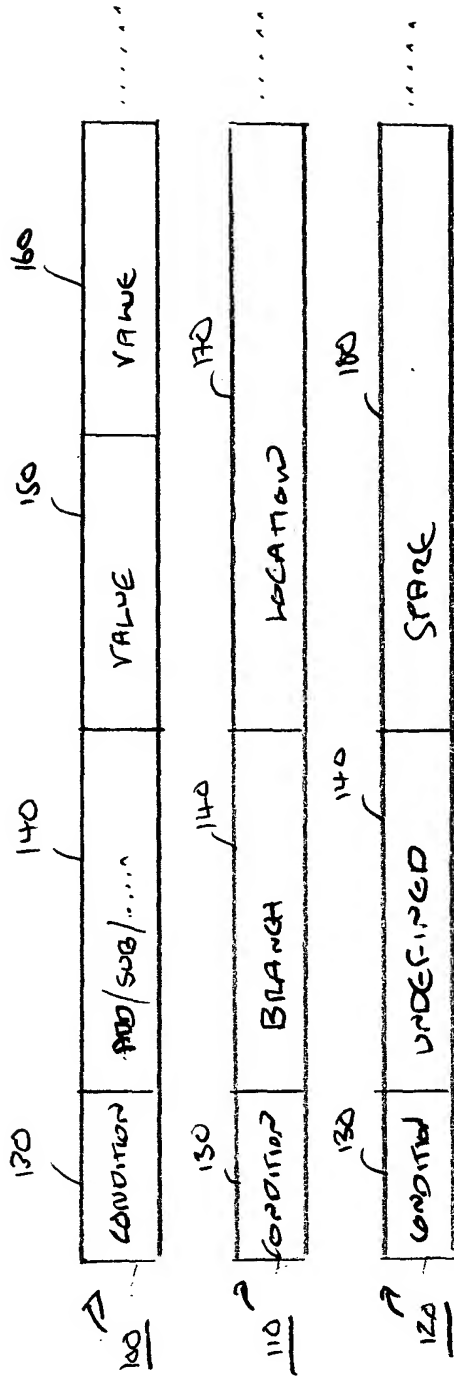 130 140 150 160
CONDITION ADD/SUB/..... VALUE VALUE ......
100
130 140 170
CONDITION BRANCH LOCATION ......
110
130 140 180
CONDITION UNDEFINED SPARE .....
120